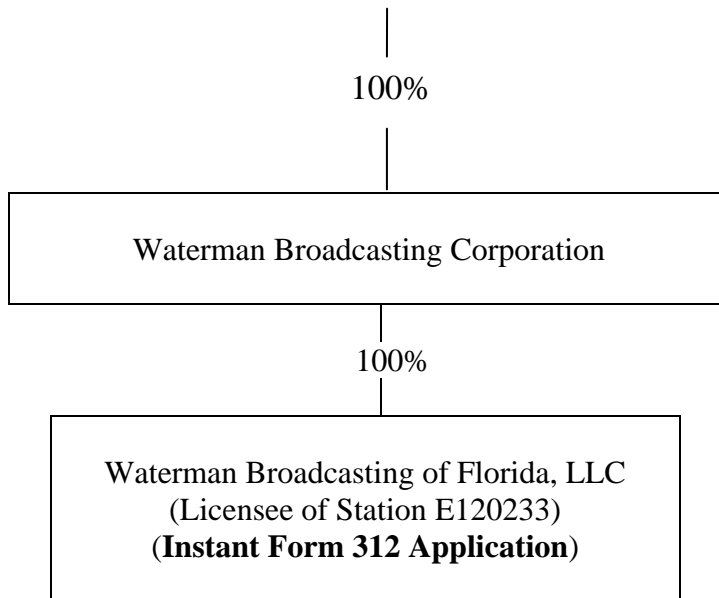 100%
Waterman Broadcasting Corporation
100%
Waterman Broadcasting of Florida, LLC
(Licensee of Station E120233)
(Instant Form 312 Application)